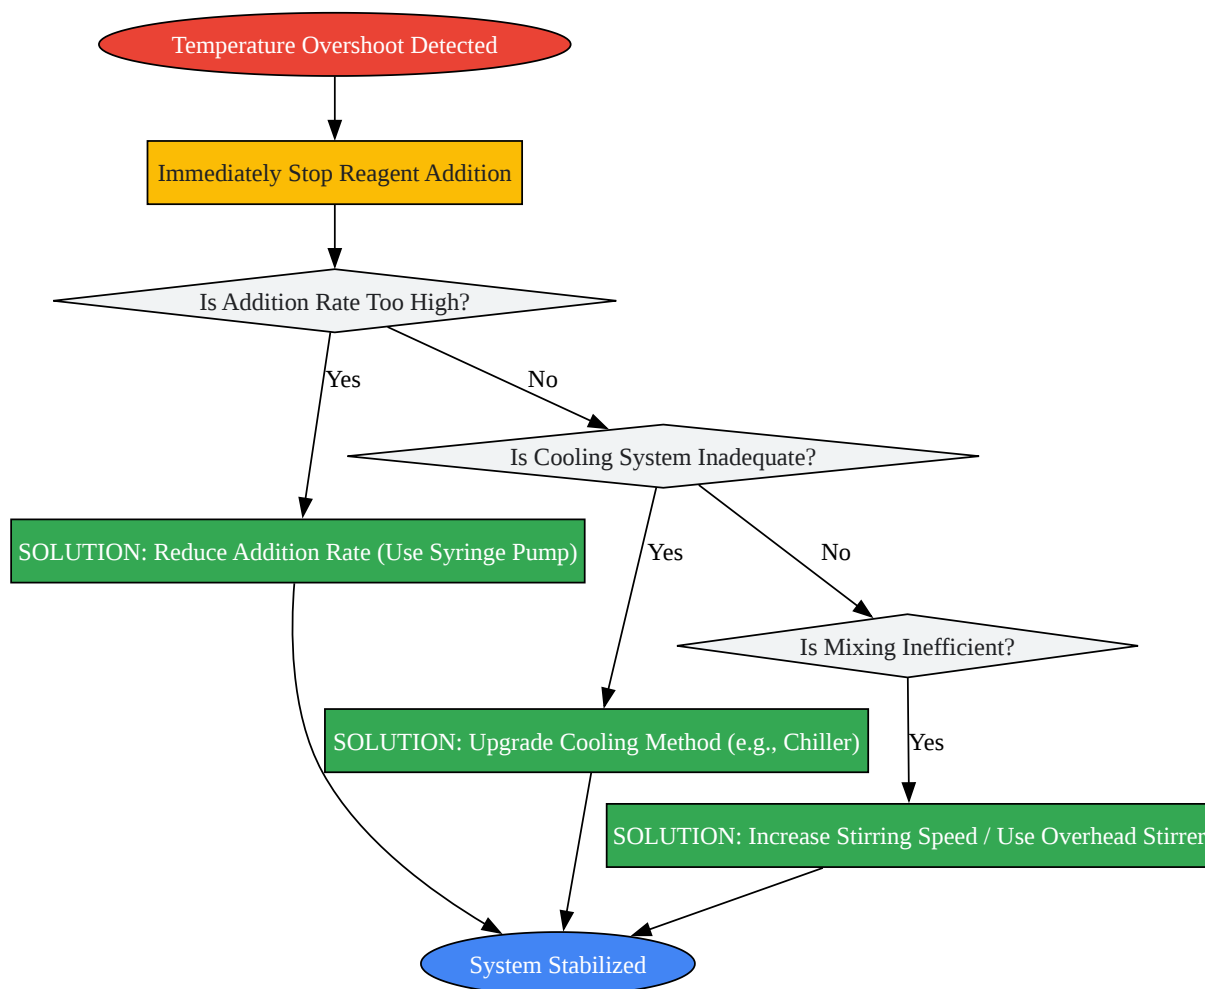 Temperature Overshoot Detected
Immediately Stop Reagent Addition
Is Addition Rate Too High?
Yes
No
Is Cooling System Inadequate?
SOLUTION: Reduce Addition Rate (Use Syringe Pump)
Yes
No
Is Mixing Inefficient?
SOLUTION: Upgrade Cooling Method (e.g., Chiller)
Yes
SOLUTION: Increase Stirring Speed / Use Overhead Stirrer
System Stabilized